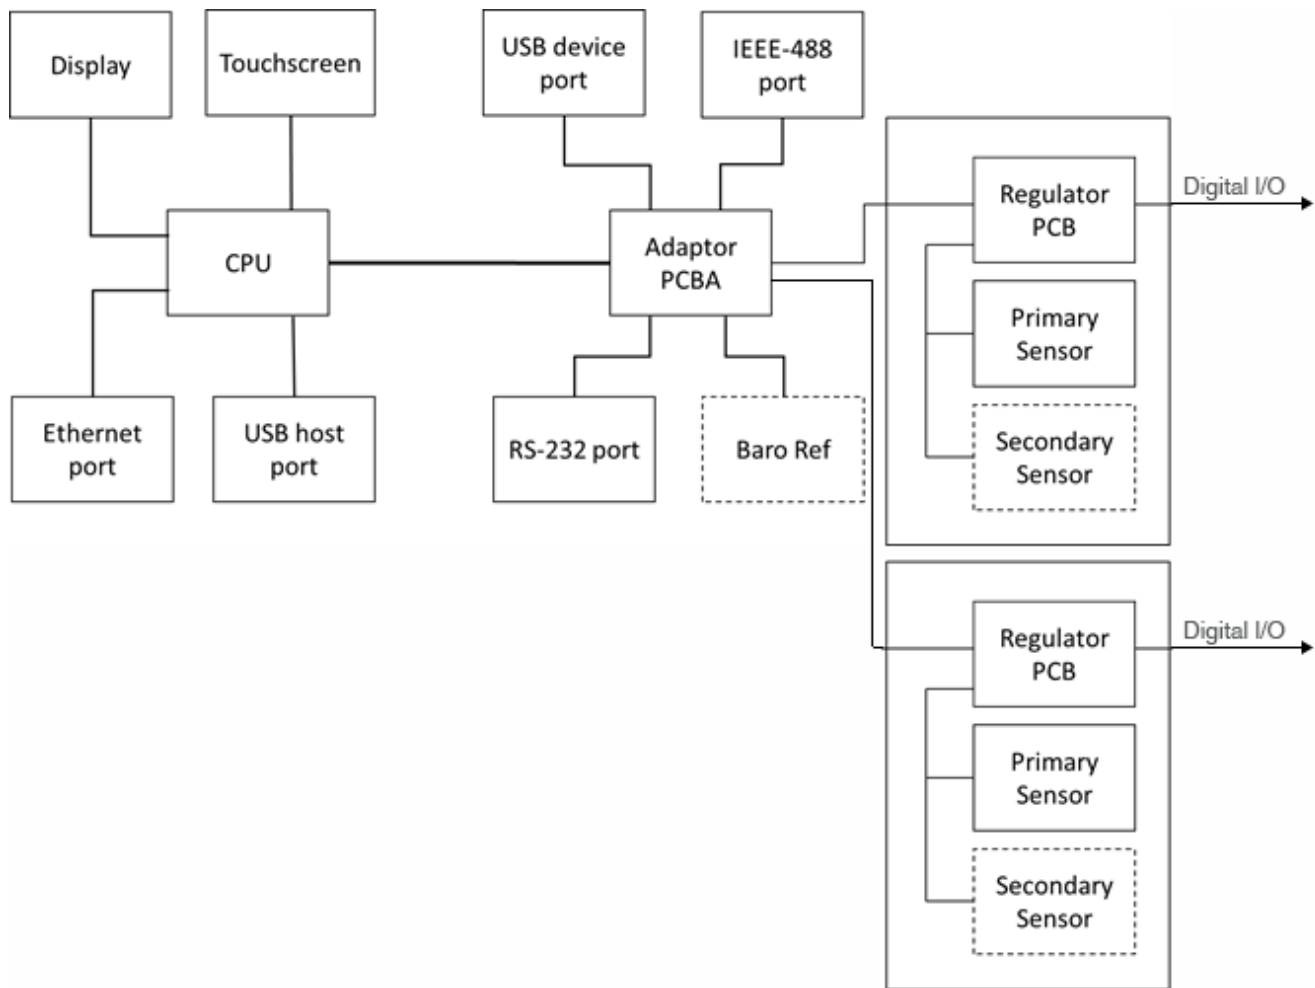 Display
Touchscreen
USB device
port
IEEE-488
port
CPU
Adaptor
PCBA
Ethernet
port
USB host
port
RS-232 port
Baro Ref
Regulator
PCB
Digital I/O
Primary
Sensor
Secondary
Sensor
Regulator
PCB
Digital I/O
Primary
Sensor
Secondary
Sensor